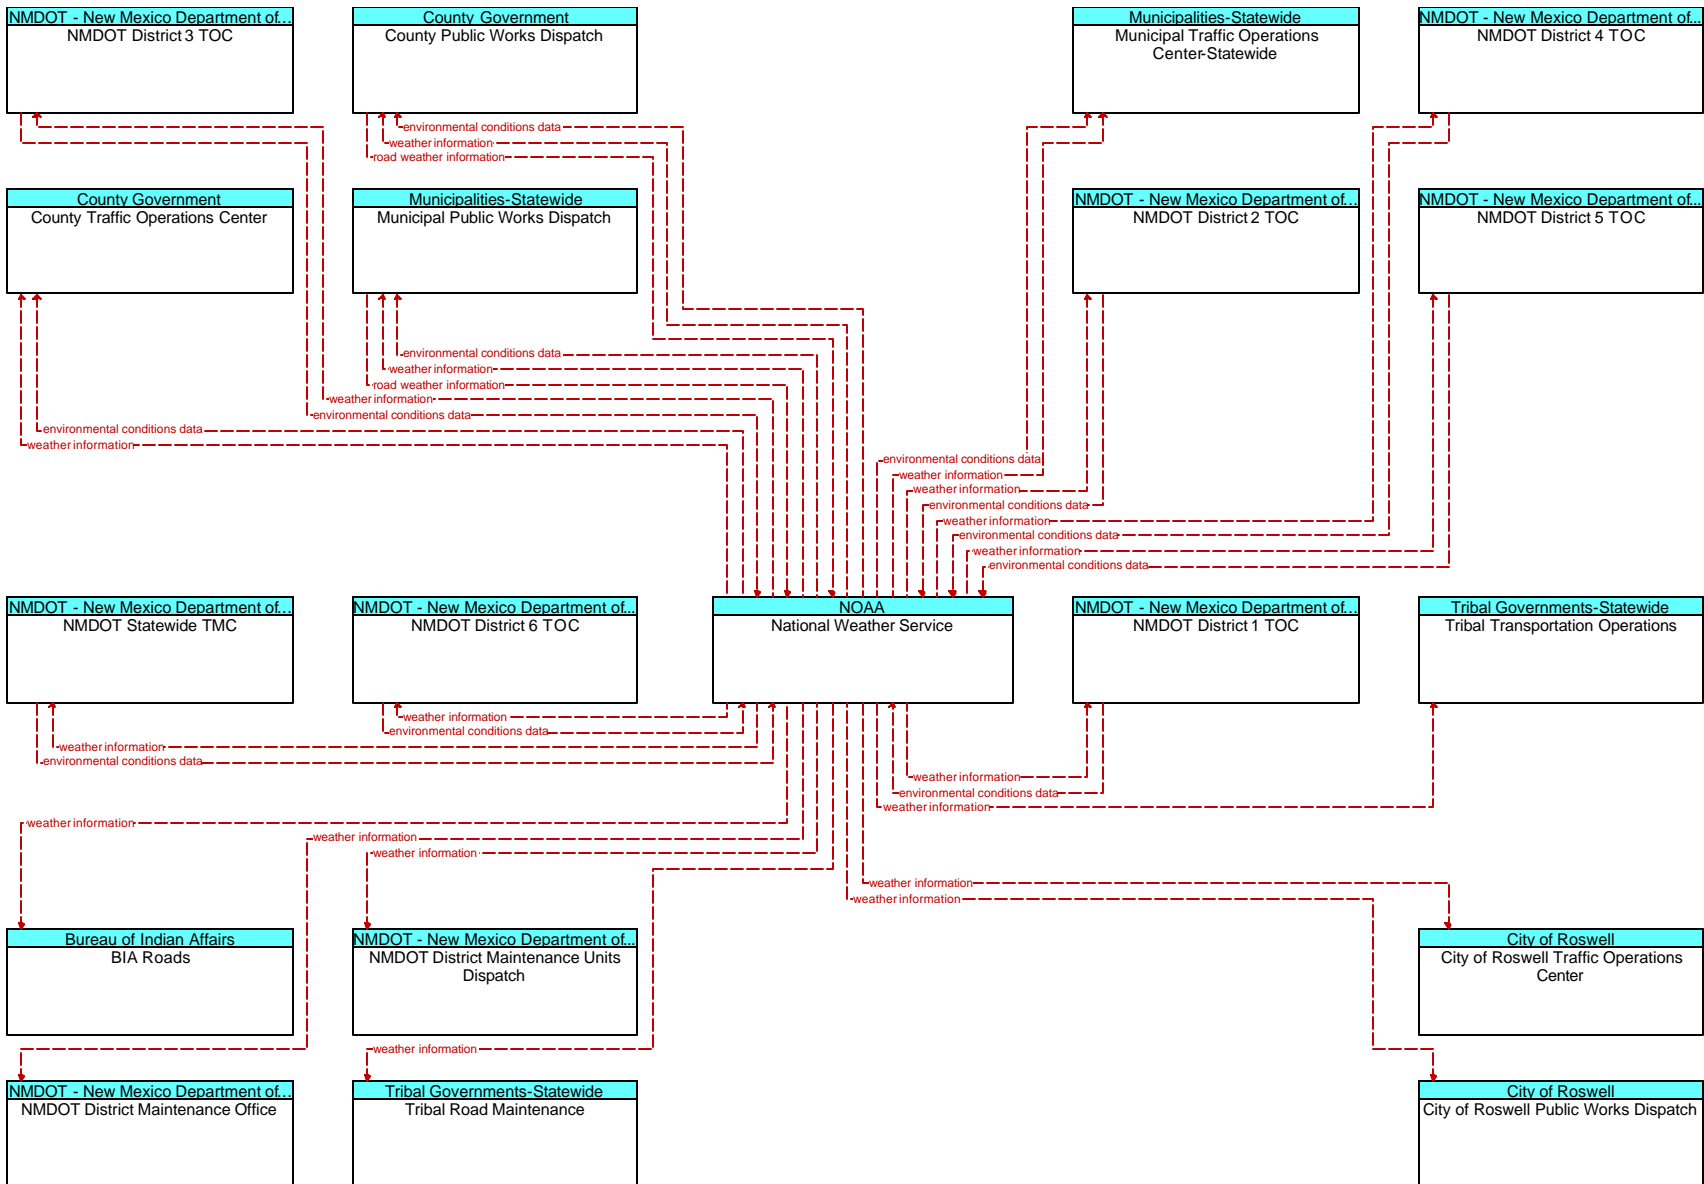 NMDOT - New Mexico Department of...
NMDOT District 3 TOC
County Government
County Public Works Dispatch
Municipalities-Statewide
Municipal Traffic Operations
Center-Statewide
NMDOT - New Mexico Department of...
NMDOT District 4 TOC
environmental conditions data
weather information
road weather information
County Government
County Traffic Operations Center
Municipalities-Statewide
Municipal Public Works Dispatch
NMDOT - New Mexico Department of...
NMDOT District 2 TOC
NMDOT - New Mexico Department of...
NMDOT District 5 TOC
environmental conditions data
weather information
road weather information
weather information
environmental conditions data
environmental conditions data
weather information
environmental conditions data
weather information
weather information
environmental conditions data
weather information
environmental conditions data
weather information
environmental conditions data
NMDOT - New Mexico Department of...
NMDOT Statewide TMC
NMDOT - New Mexico Department of...
NMDOT District 6 TOC
NOAA
National Weather Service
NMDOT - New Mexico Department of...
NMDOT District 1 TOC
Tribal Governments-Statewide
Tribal Transportation Operations
weather information
environmental conditions data
weather information
environmental conditions data
weather information
environmental conditions data
weather information
weather information
weather information
weather information
weather information
weather information
Bureau of Indian Affairs
BIA Roads
NMDOT - New Mexico Department of...
NMDOT District Maintenance Units
Dispatch
City of Roswell
City of Roswell Traffic Operations
Center
weather information
NMDOT - New Mexico Department of...
NMDOT District Maintenance Office
Tribal Governments-Statewide
Tribal Road Maintenance
City of Roswell
City of Roswell Public Works Dispatch